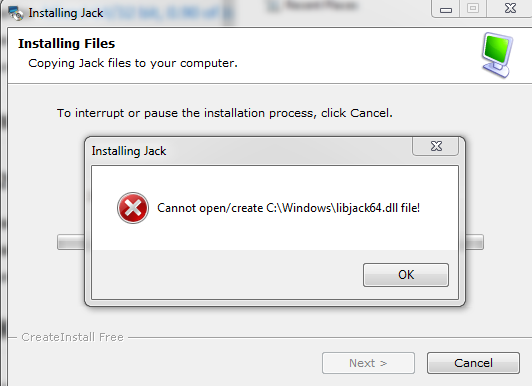 Installing Jack
Installing Files
Copying Jack files to your computer.
To interrupt or pause the installation process, click Cancel.
Installing Jack
Cannot open/create C:\Windows\libjack64.dll file!
OK
CreateInstall Free
Next >
Cancel